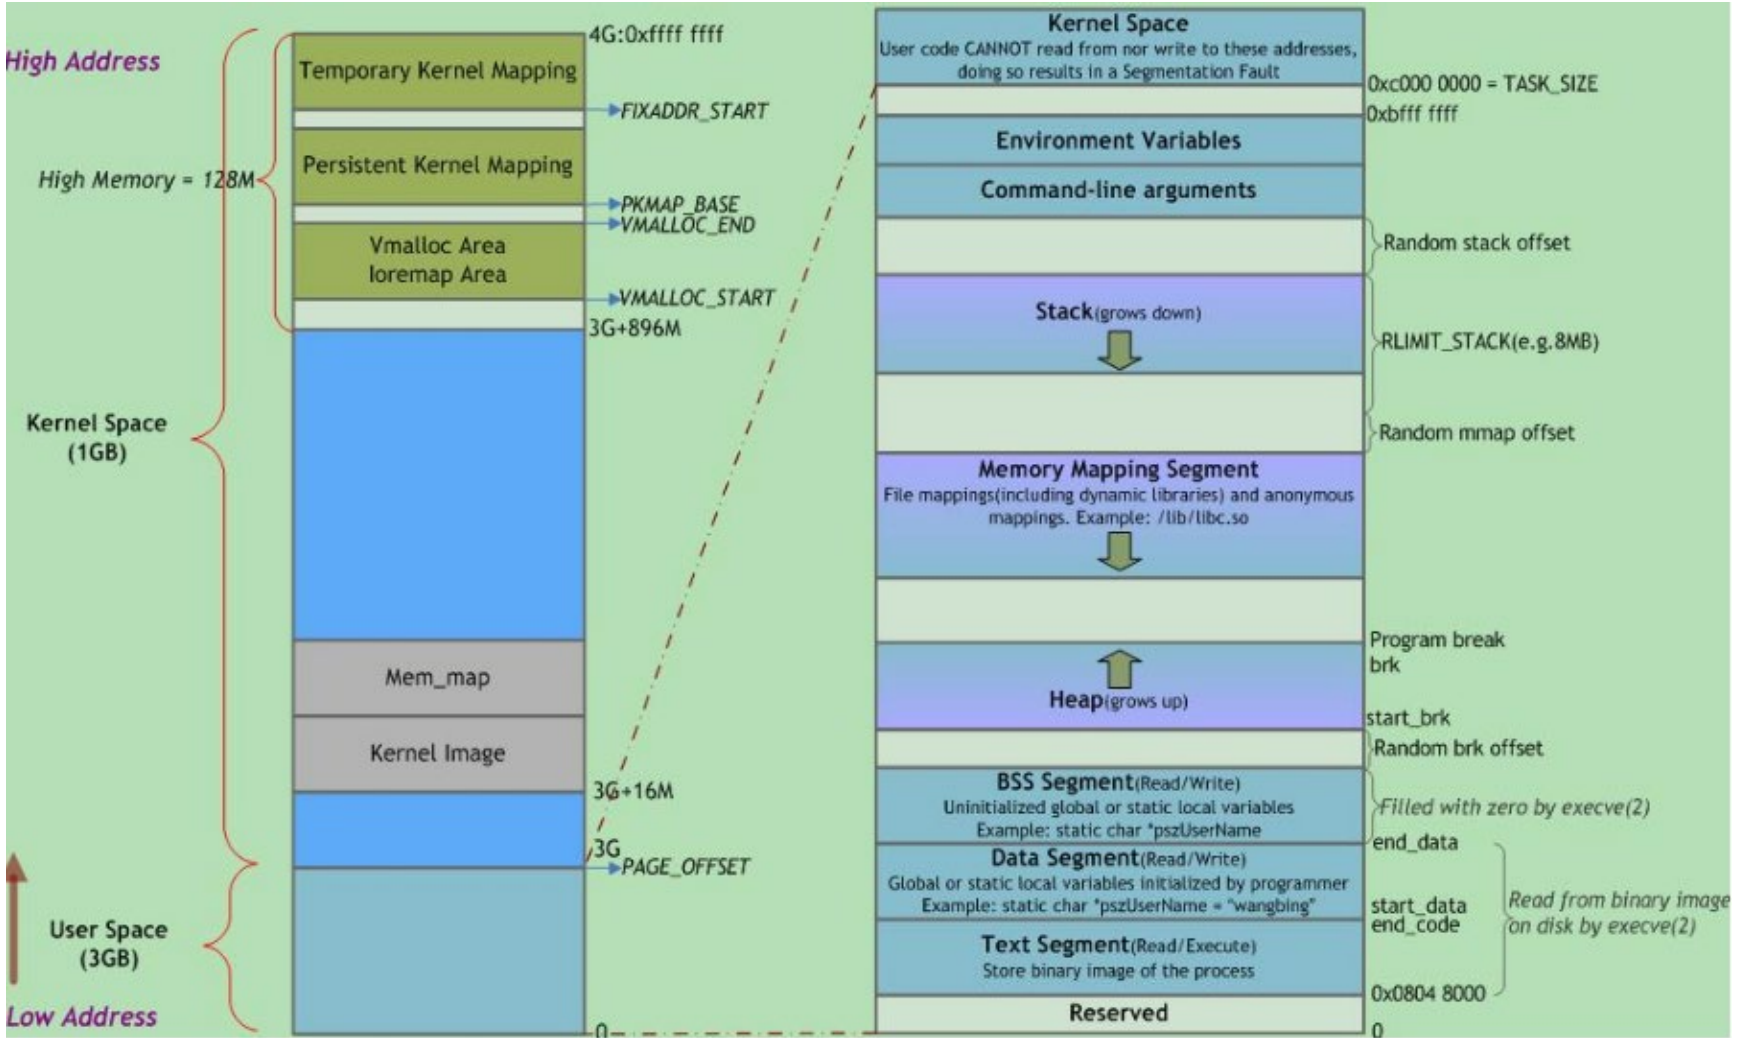 High Address
4G:0xffff ffff
Temporary Kernel Mapping
FIXADDR_START
Persistent Kernel Mapping
High Memory = 128M
PKMAP_BASE
VMALLOC_END
Vmalloc Area
Ioremap Area
VMALLOC_START
3G+896M
Kernel Space
(1GB)
Mem_map
Kernel Image
3G+16M
3G
PAGE_OFFSET
User Space
(3GB)
Low Address
0
Kernel Space
User code CANNOT read from nor write to these addresses,
doing so results in a Segmentation Fault
0xc000 0000 = TASK_SIZE
0xbfff ffff
Environment Variables
Command-line arguments
Random stack offset
Stack(grows down)
RLIMIT_STACK(e.g.8MB)
Random mmap offset
Memory Mapping Segment
File mappings(including dynamic libraries) and anonymous
mappings. Example: /lib/libc.so
Program break
brk
Heap(grows up)
start_brk
Random brk offset
BSS Segment(Read/Write)
Uninitialized global or static local variables
Example: static char *pszUserName
Filled with zero by execve(2)
end_data
Data Segment(Read/Write)
Global or static local variables initialized by programmer
Example: static char *pszUserName = "wangbing"
start_data
end_code
Read from binary image
on disk by execve(2)
Text Segment(Read/Execute)
Store binary image of the process
0x0804 8000
Reserved
0